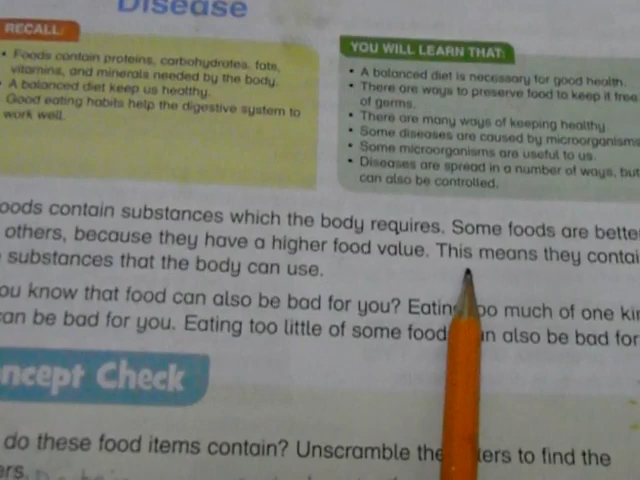 Disease
RECALL:
• Foods contain proteins, carbohydrates, fats,
vitamins, and minerals needed by the body.
• A balanced diet keep us healthy.
Good eating habits help the digestive system to
work well.
YOU WILL LEARN THAT:
• A balanced diet is necessary for good health.
• There are ways to preserve food to keep it free
of germs.
• There are many ways of keeping healthy
• Some diseases are caused by microorganisms
• Some microorganisms are useful to us.
• Diseases are spread in a number of ways, but
can also be controlled.
oods contain substances which the body requires. Some foods are bette
others, because they have a higher food value. This means they contai
substances that the body can use.
ou know that food can also be bad for you? Eatin oo much of one ki
can be bad for you. Eating too little of some food n also be bad for
ncept Check
do these food items contain? Unscramble the ers to find the
ers.